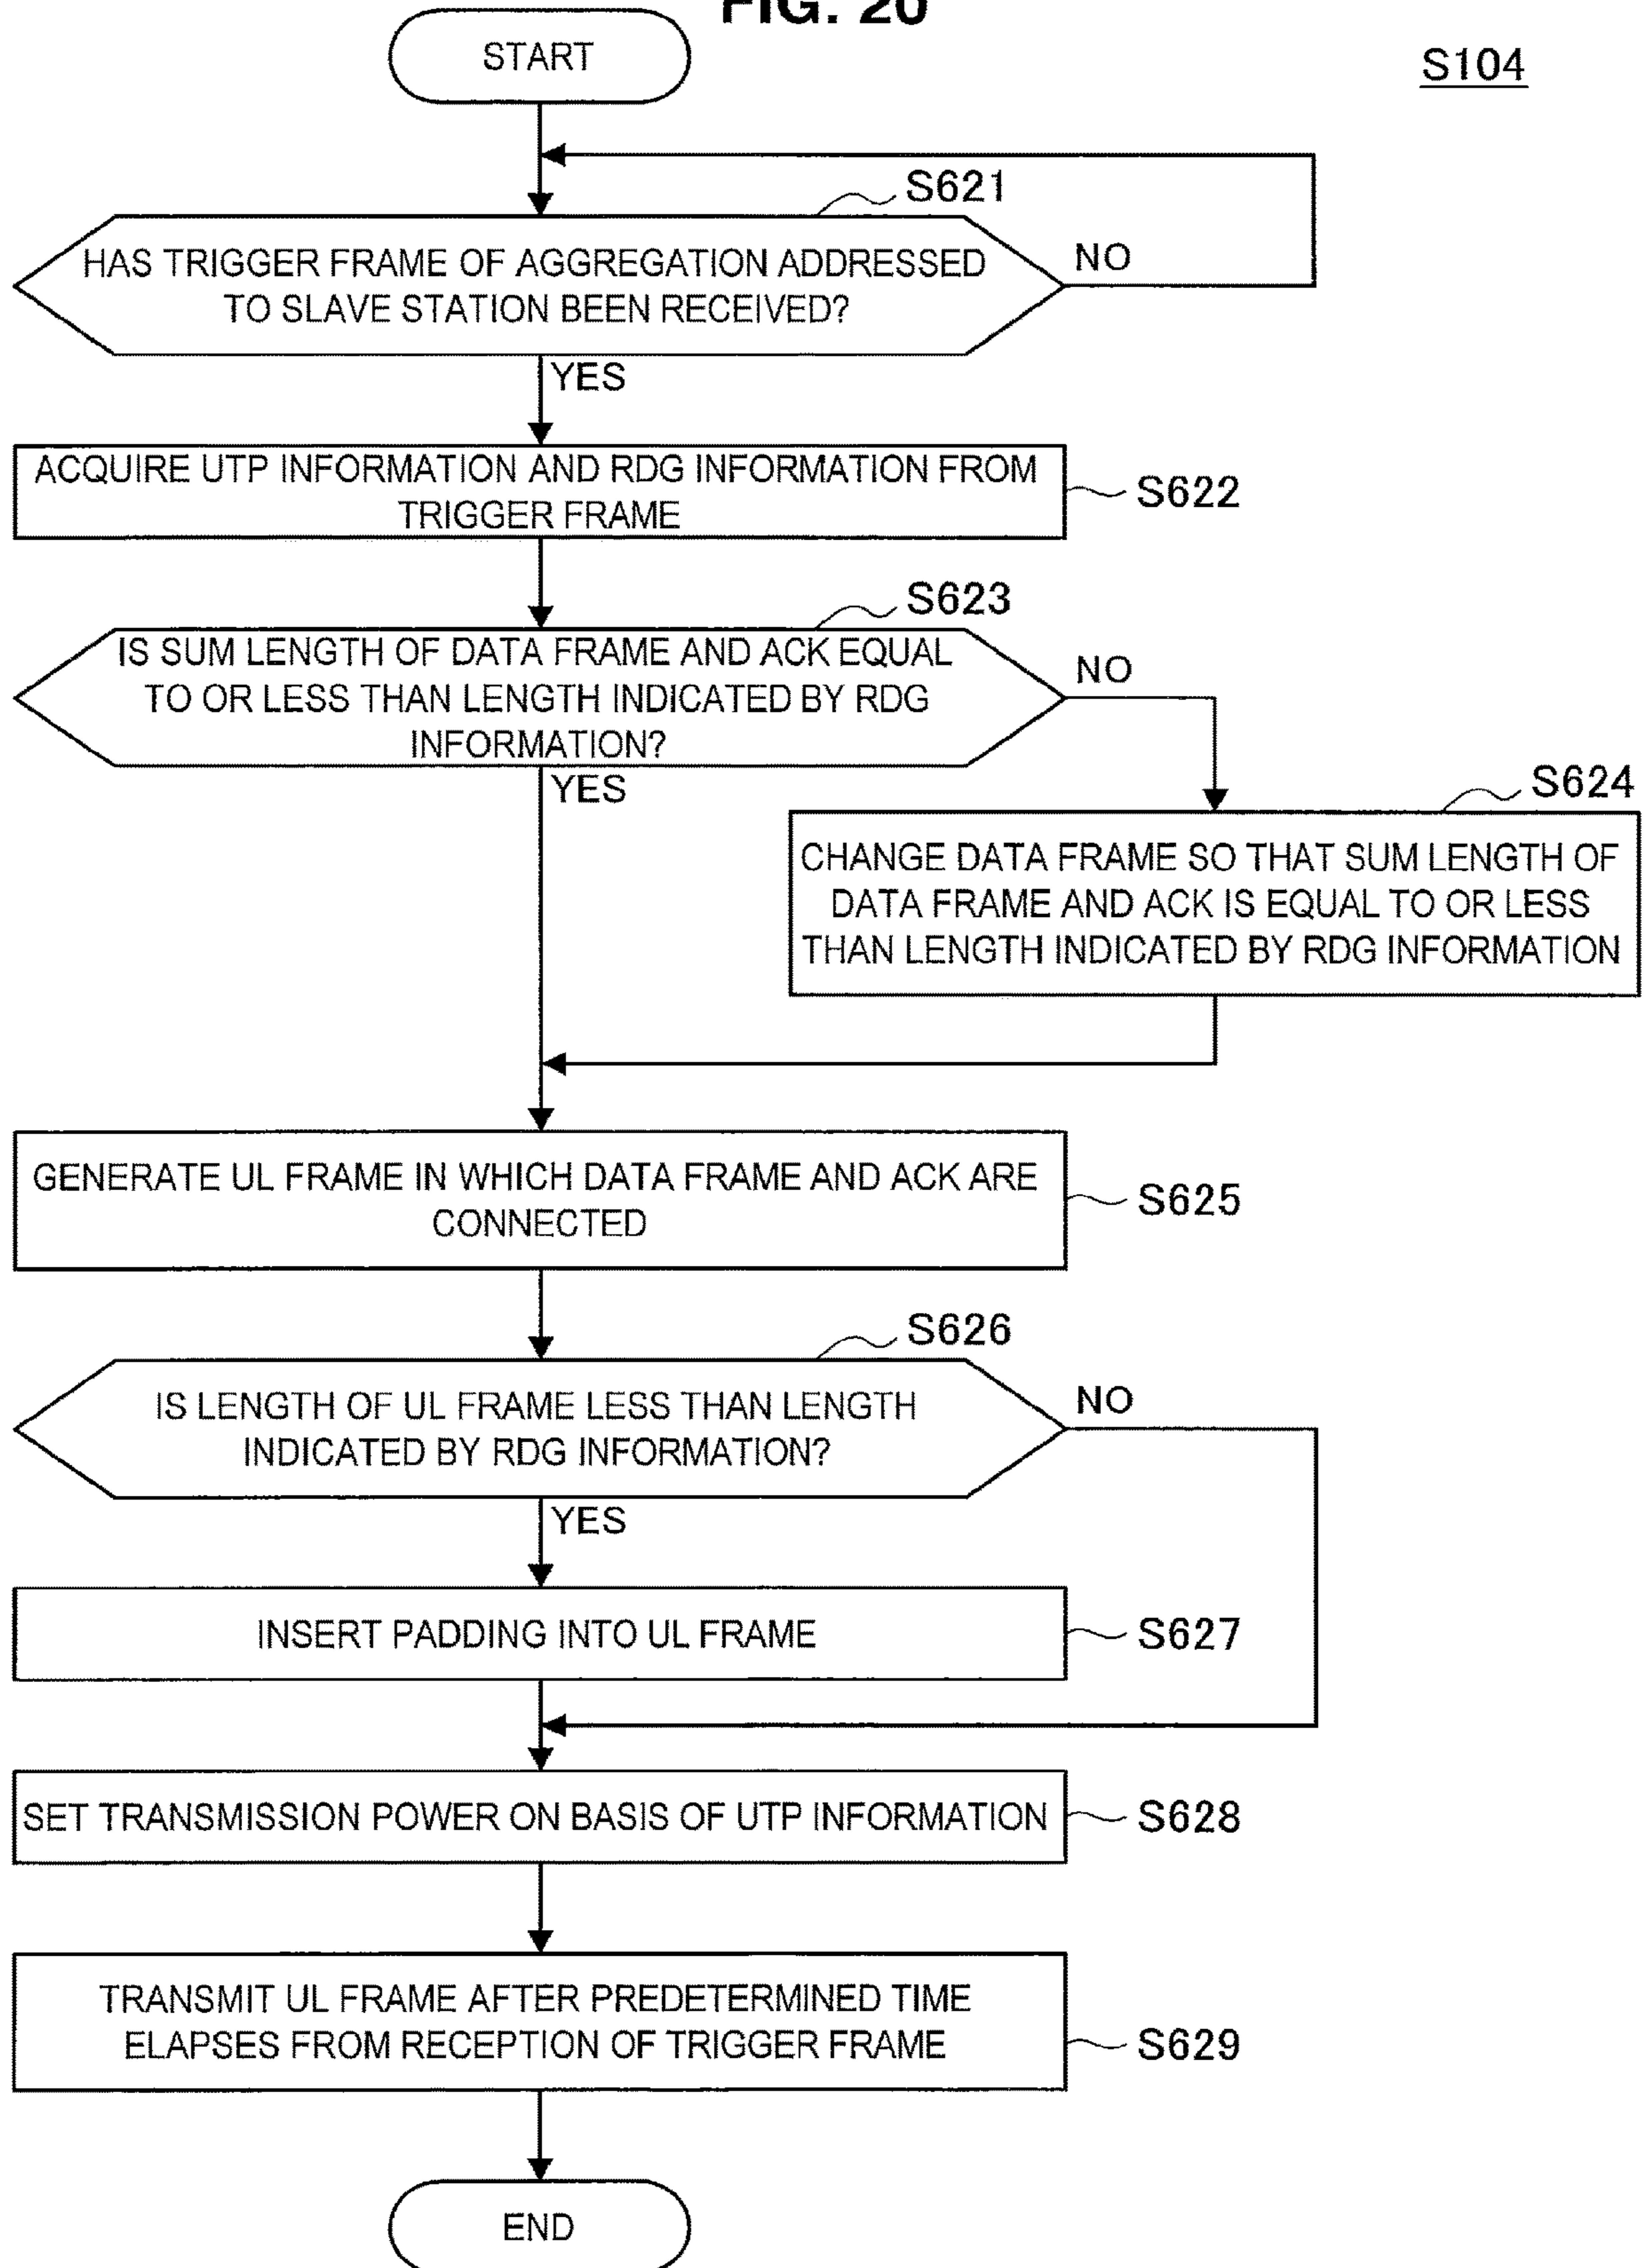 FIG. 20
START
S104
S621
HAS TRIGGER FRAME OF AGGREGATION ADDRESSED
TO SLAVE STATION BEEN RECEIVED?
NO
YES
ACQUIRE UTP INFORMATION AND RDG INFORMATION FROM
TRIGGER FRAME
S622
S623
IS SUM LENGTH OF DATA FRAME AND ACK EQUAL
TO OR LESS THAN LENGTH INDICATED BY RDG
INFORMATION?
NO
YES
S624
CHANGE DATA FRAME SO THAT SUM LENGTH OF
DATA FRAME AND ACK IS EQUAL TO OR LESS
THAN LENGTH INDICATED BY RDG INFORMATION
GENERATE UL FRAME IN WHICH DATA FRAME AND ACK ARE
CONNECTED
S625
S626
IS LENGTH OF UL FRAME LESS THAN LENGTH
INDICATED BY RDG INFORMATION?
NO
YES
INSERT PADDING INTO UL FRAME
S627
SET TRANSMISSION POWER ON BASIS OF UTP INFORMATION
S628
TRANSMIT UL FRAME AFTER PREDETERMINED TIME
ELAPSES FROM RECEPTION OF TRIGGER FRAME
S629
END